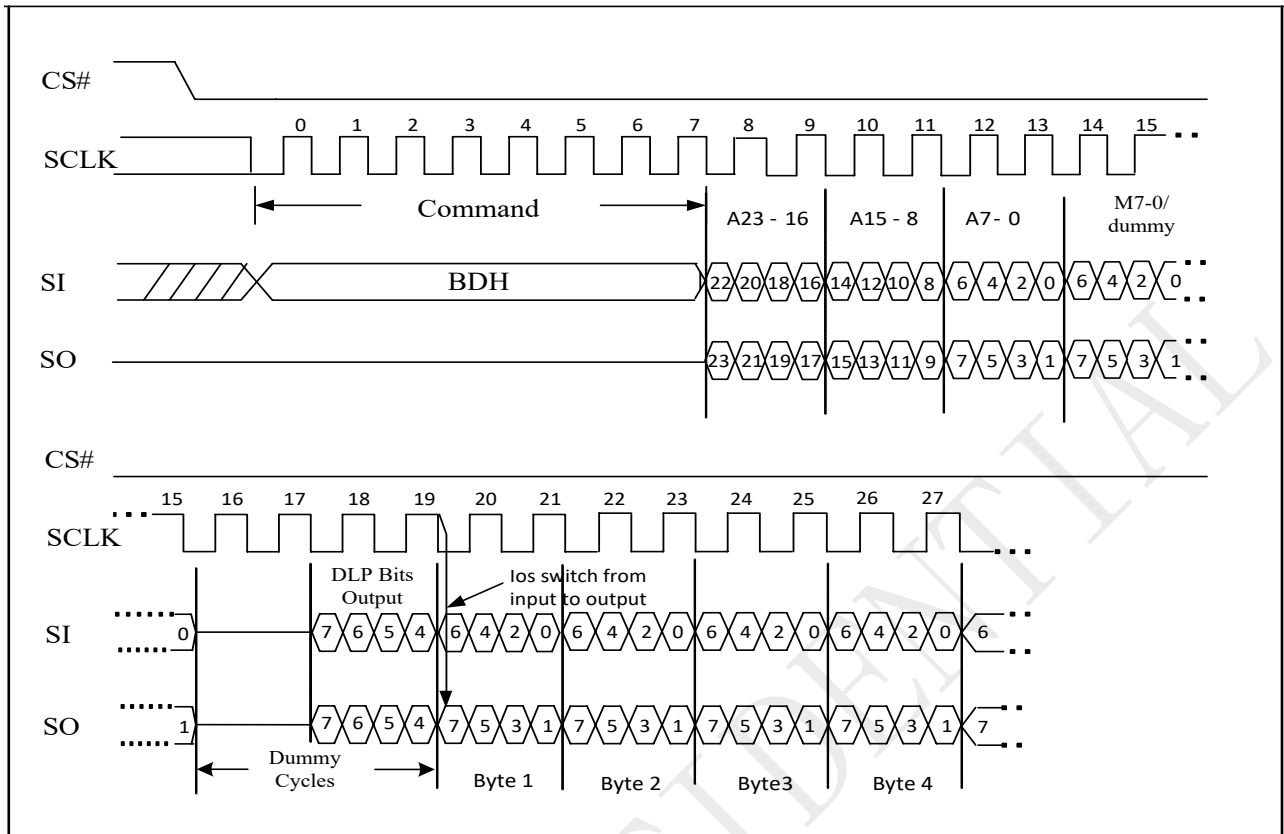 CS#
0 1 2 3 4 5 6 7 8 9 10 11 12 13 14 15
SCLK
Command
A23 - 16 A15 - 8 A7 - 0 M7-0/
dummy
SI BDH 22 20 18 16 14 12 10 8 6 4 2 0 6 4 2 0
SO 23 21 19 17 15 13 11 9 7 5 3 1 7 5 3 1
CS#
15 16 17 18 19 20 21 22 23 24 25 26 27
SCLK
DLP Bits
Output
Ios switch from
input to output
SI 0 7 6 5 4 6 4 2 0 6 4 2 0 6 4 2 0 6 4 2 0 6
SO 1 7 6 5 4 7 5 3 1 7 5 3 1 7 5 3 1 7 5 3 1 7
Dummy
Cycles
Byte 1 Byte 2 Byte3 Byte 4
IDENTIAL